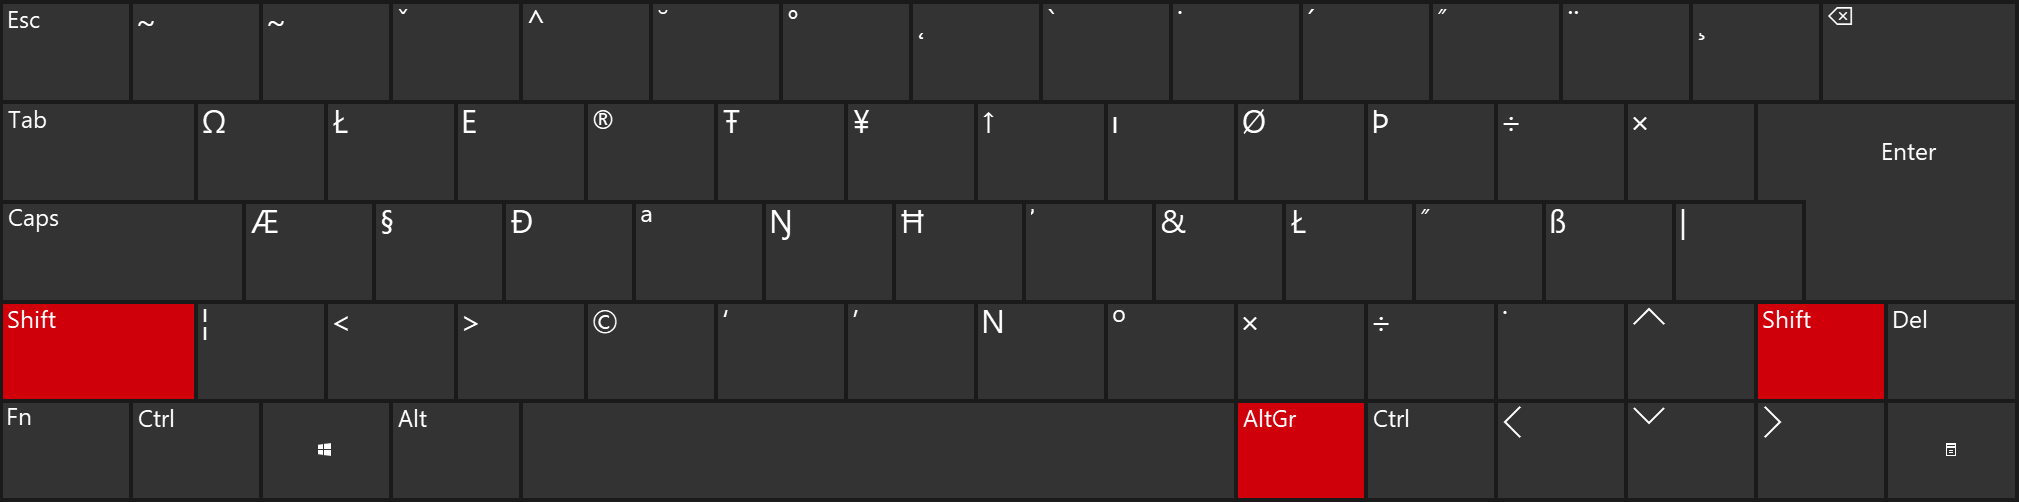 Esc ~ ~ ˇ ^ ˘ ° ˛ ` ˙ ´ ˝ ¨ ¸ ⌫
Tab Ω Ł E ® Ŧ ¥ ↑ ı Ø Þ ÷ × Enter
Caps Æ § Đ ª Ŋ Ħ ’ & Ł ˝ ß |
Shift ¦ < > © ‘ ’ N º × ÷ ˙ ^ Shift Del
Fn Ctrl Alt AltGr Ctrl < ˅ >